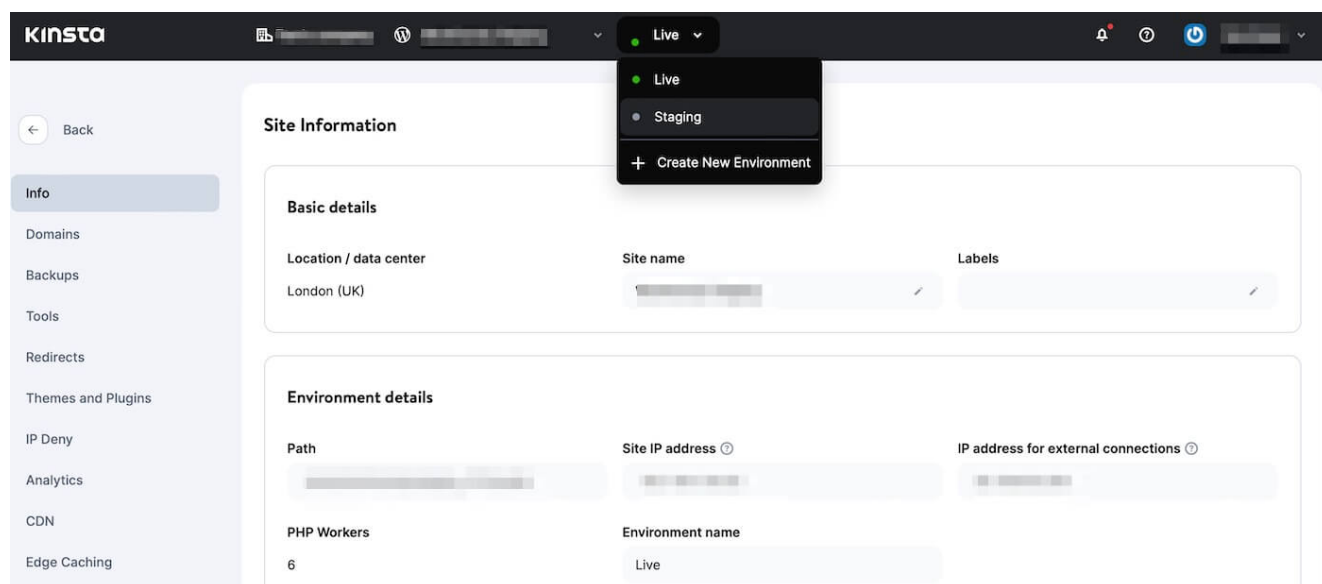 Kinsta
Live
Live
Staging
Create New Environment
Back
Info
Domains
Backups
Tools
Redirects
Themes and Plugins
IP Deny
Analytics
CDN
Edge Caching
Site Information
Basic details
Location / data center
Site name
Labels
London (UK)
Environment details
Path
Site IP address
IP address for external connections
PHP Workers
Environment name
6
Live